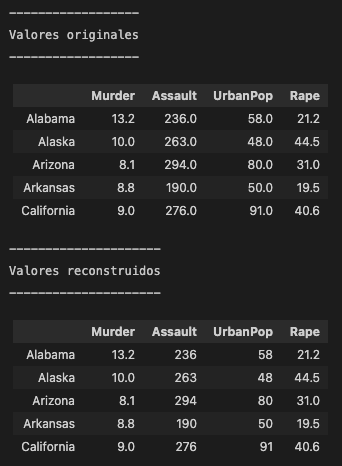 ------------------
Valores originales
------------------
Murder Assault UrbanPop Rape
Alabama 13.2 236.0 58.0 21.2
Alaska 10.0 263.0 48.0 44.5
Arizona 8.1 294.0 80.0 31.0
Arkansas 8.8 190.0 50.0 19.5
California 9.0 276.0 91.0 40.6
---------------------
Valores reconstruidos
---------------------
Murder Assault UrbanPop Rape
Alabama 13.2 236 58 21.2
Alaska 10.0 263 48 44.5
Arizona 8.1 294 80 31.0
Arkansas 8.8 190 50 19.5
California 9.0 276 91 40.6